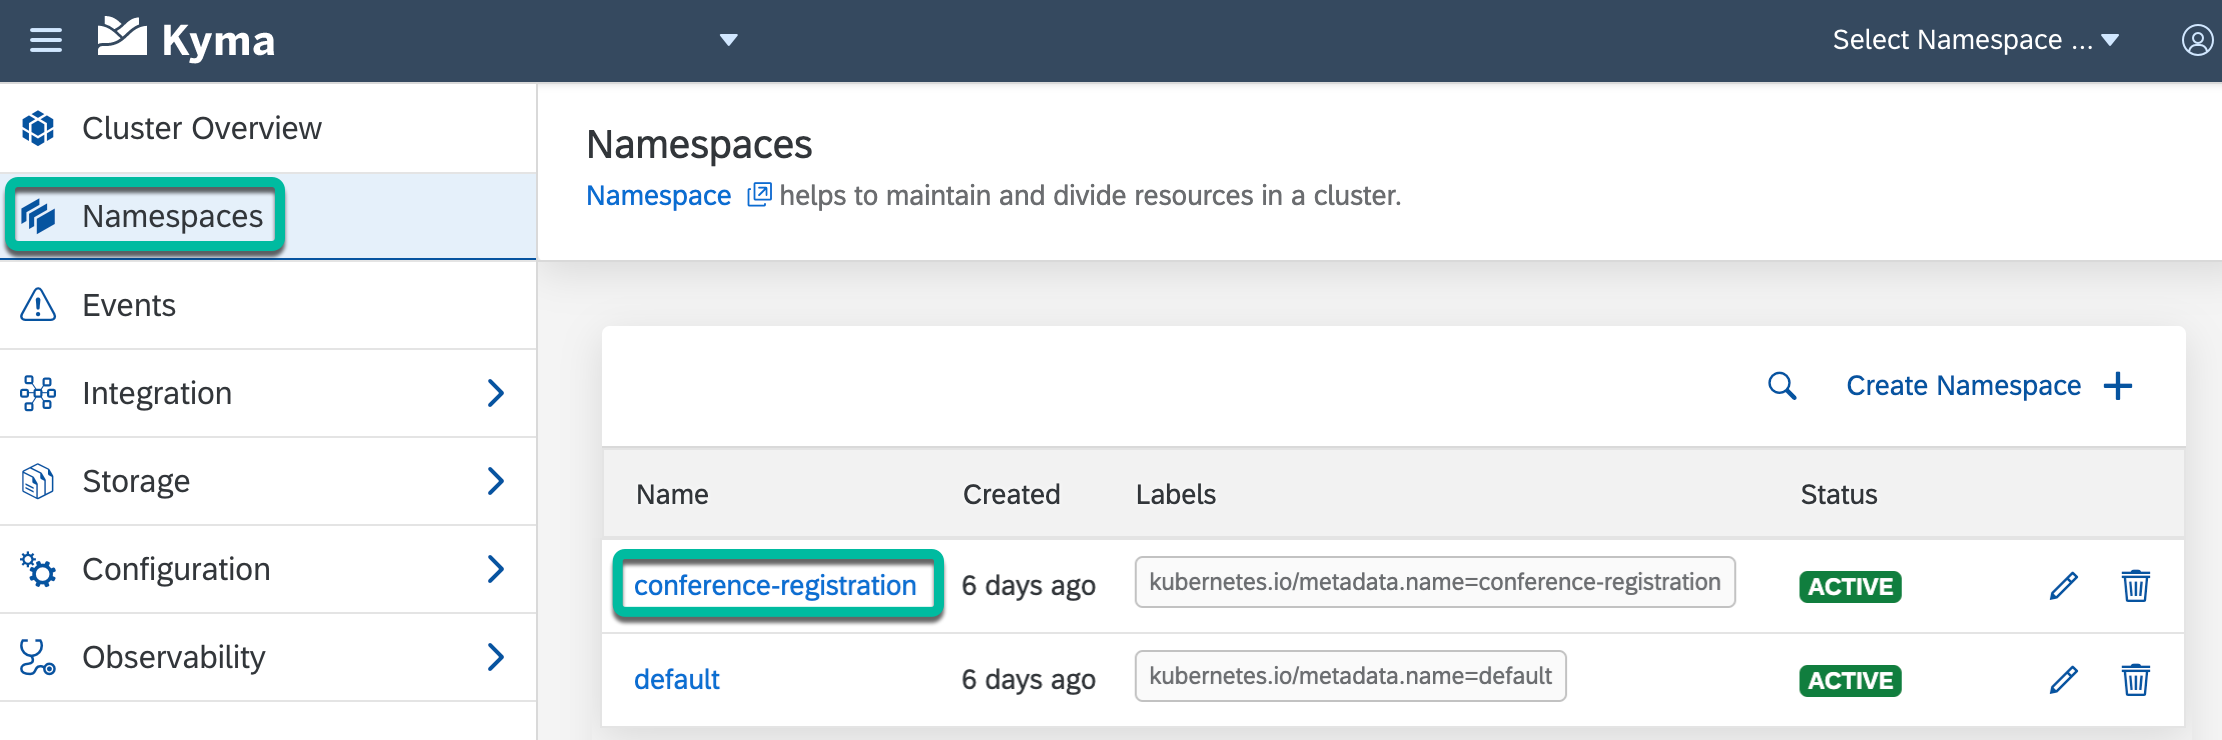 Kyma
Select Namespace ...
Cluster Overview
Namespaces
Events
Integration
Storage
Configuration
Observability
Namespaces
Namespace helps to maintain and divide resources in a cluster.
Create Namespace +
Name Created Labels Status
conference-registration 6 days ago kubernetes.io/metadata.name=conference-registration ACTIVE
default 6 days ago kubernetes.io/metadata.name=default ACTIVE